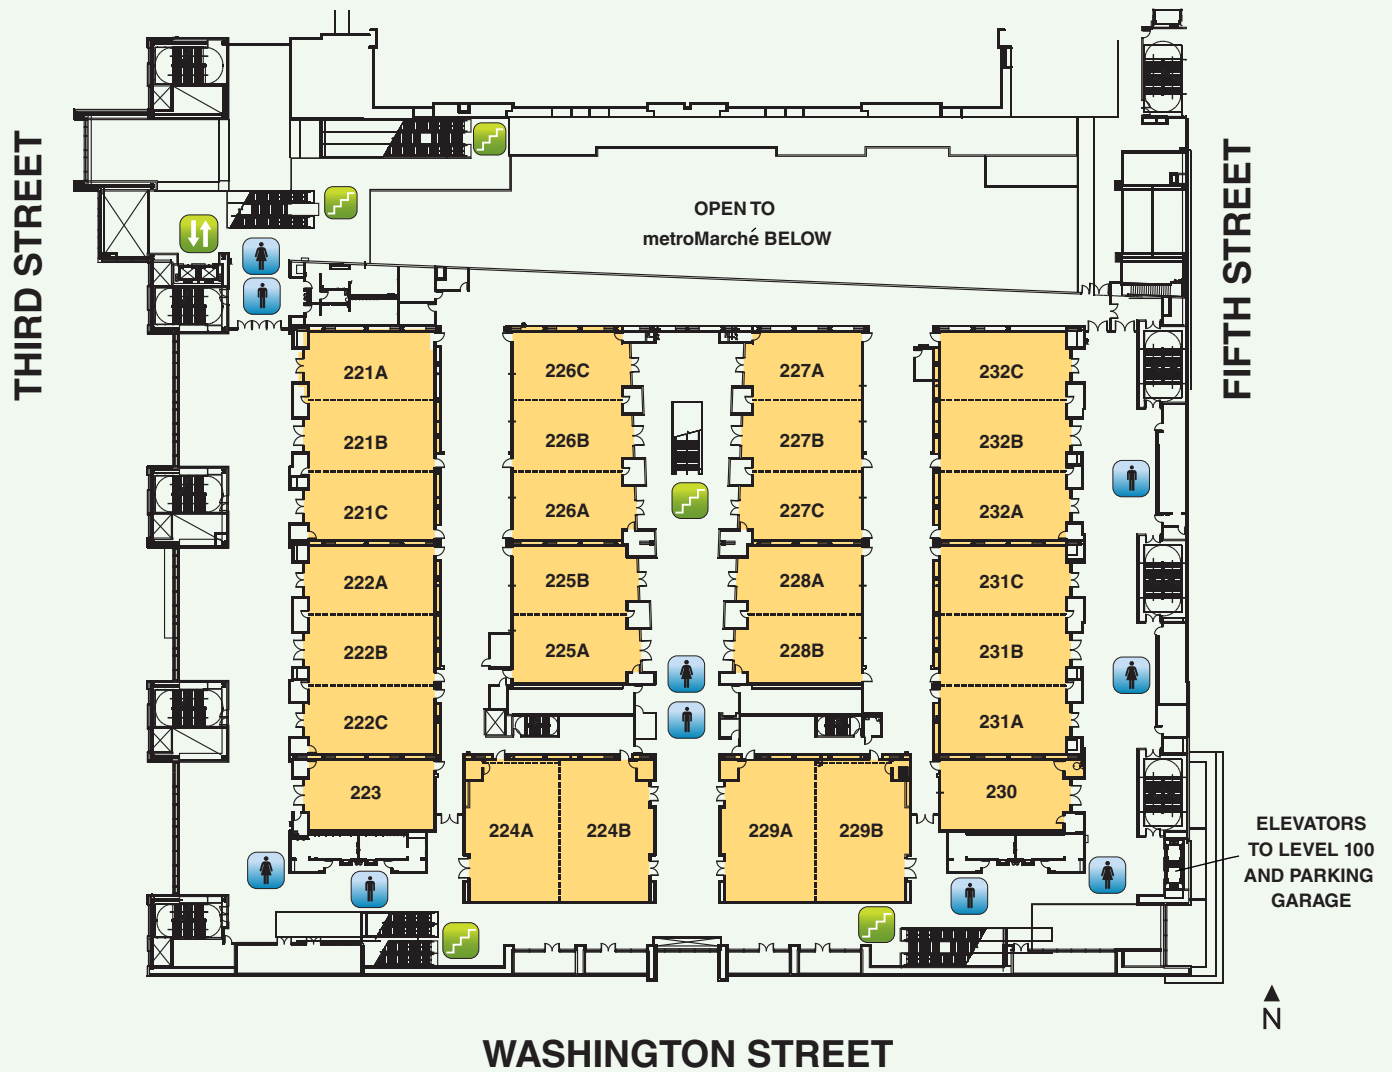 THIRD STREET
FIFTH STREET
OPEN TO
metroMarché BELOW
221A
226C
227A
232C
221B
226B
227B
232B
221C
226A
227C
232A
222A
225B
228A
231C
222B
225A
228B
231B
222C
231A
223
230
224A
224B
229A
229B
ELEVATORS
TO LEVEL 100
AND PARKING
GARAGE
N
WASHINGTON STREET